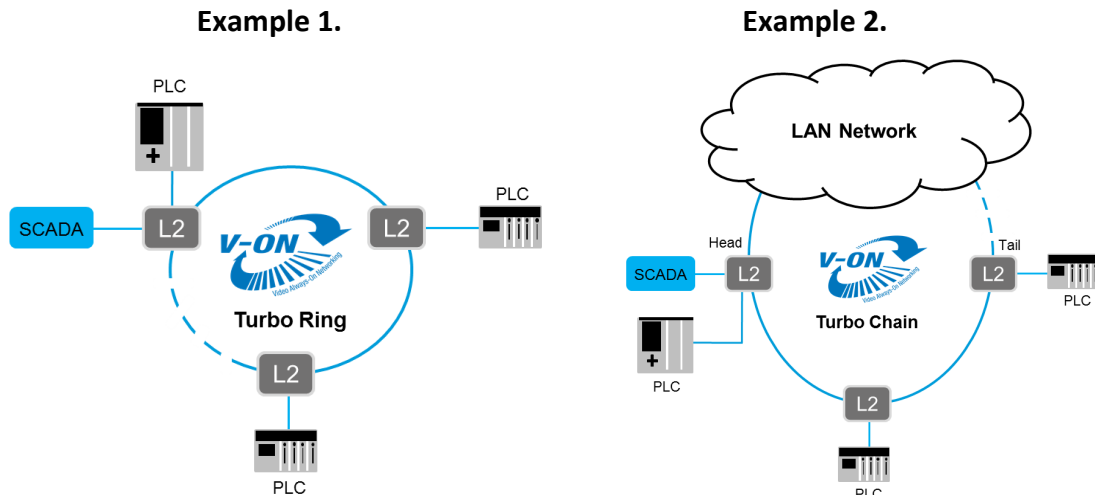 Example 1.
PLC
SCADA
L2
L2
PLC
V-ON
Video Always-On Networking
Turbo Ring
L2
PLC
Example 2.
LAN Network
Head
Tail
SCADA
L2
V-ON
Video Always-On Networking
L2
PLC
Turbo Chain
PLC
L2
PLC